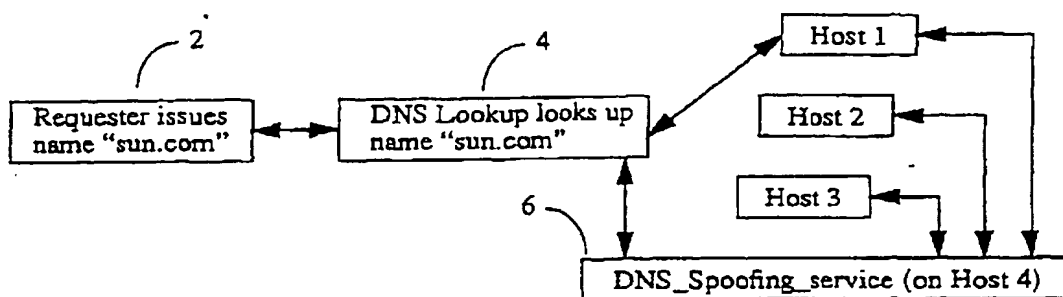 2
4
Host 1
Requester issues
name “sun.com”
DNS Lookup looks up
name “sun.com”
Host 2
Host 3
6
DNS_Spoofing_service (on Host 4)